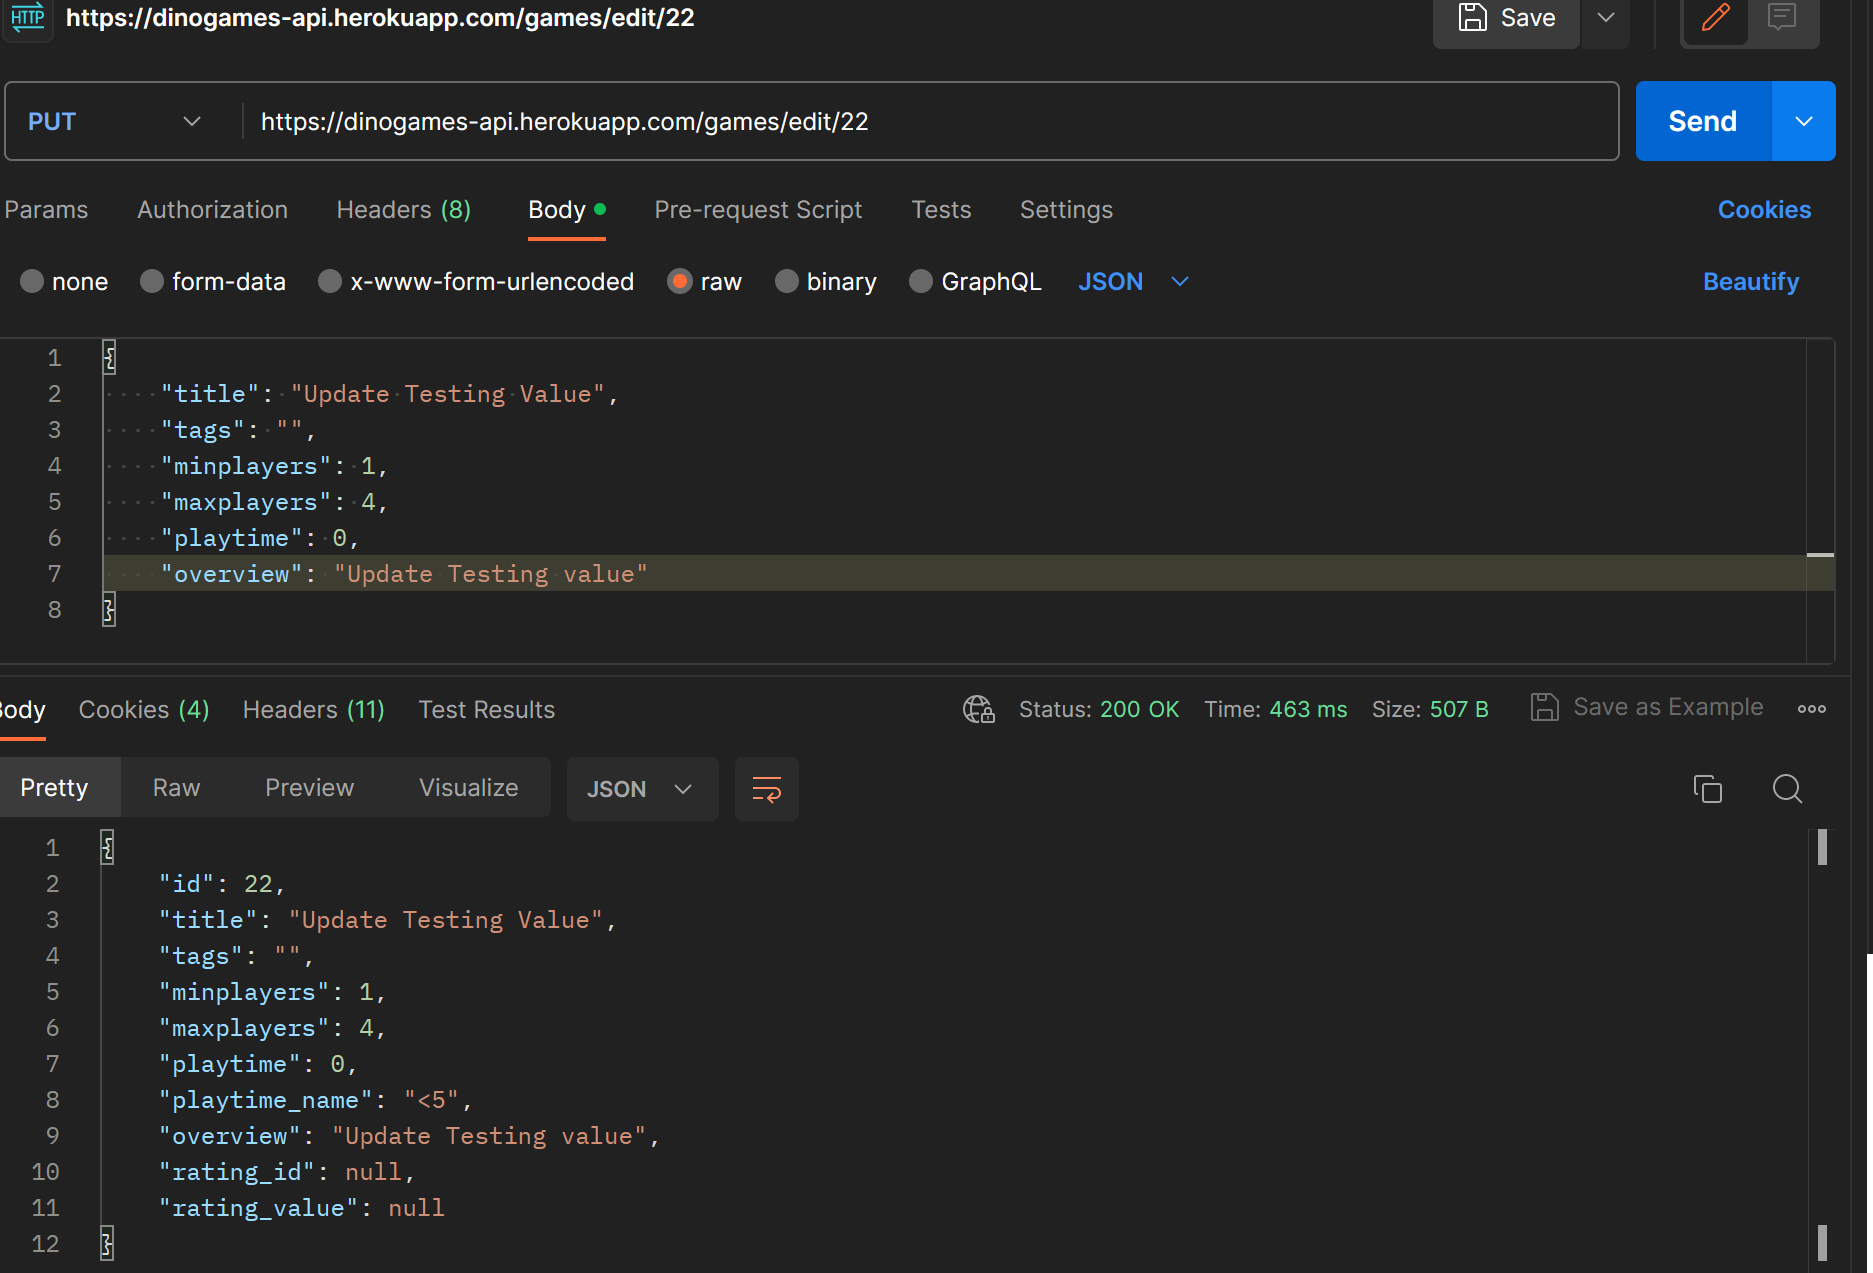 HTTP https://dinogames-api.herokuapp.com/games/edit/22 Save
PUT https://dinogames-api.herokuapp.com/games/edit/22 Send
Params Authorization Headers (8) Body Pre-request Script Tests Settings Cookies
none form-data x-www-form-urlencoded raw binary GraphQL JSON Beautify
1 {
2 "title": "Update Testing Value",
3 "tags": "",
4 "minplayers": 1,
5 "maxplayers": 4,
6 "playtime": 0,
7 "overview": "Update Testing value"
8 }
Body Cookies (4) Headers (11) Test Results Status: 200 OK Time: 463 ms Size: 507 B Save as Example
Pretty Raw Preview Visualize JSON
1 {
2 "id": 22,
3 "title": "Update Testing Value",
4 "tags": "",
5 "minplayers": 1,
6 "maxplayers": 4,
7 "playtime": 0,
8 "playtime_name": "<5",
9 "overview": "Update Testing value",
10 "rating_id": null,
11 "rating_value": null
12 }